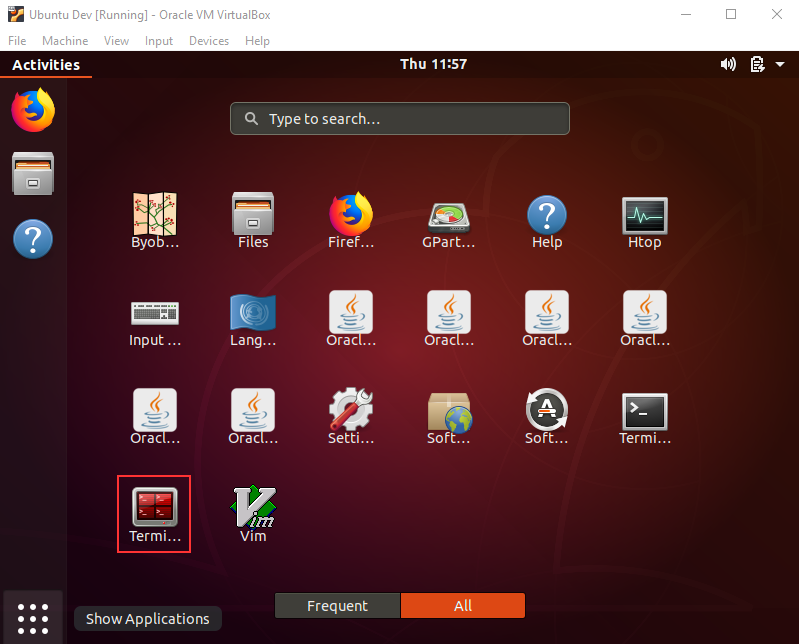 Ubuntu Dev [Running] - Oracle VM VirtualBox
File Machine View Input Devices Help
Activities Thu 11:57
Type to search...
Byob... Files Firef... GPart... Help Htop
Input ... Lang... Oracl... Oracl... Oracl... Oracl...
Oracl... Oracl... Setti... Soft... Soft... Termi...
Termi... Vim
Frequent All
Show Applications